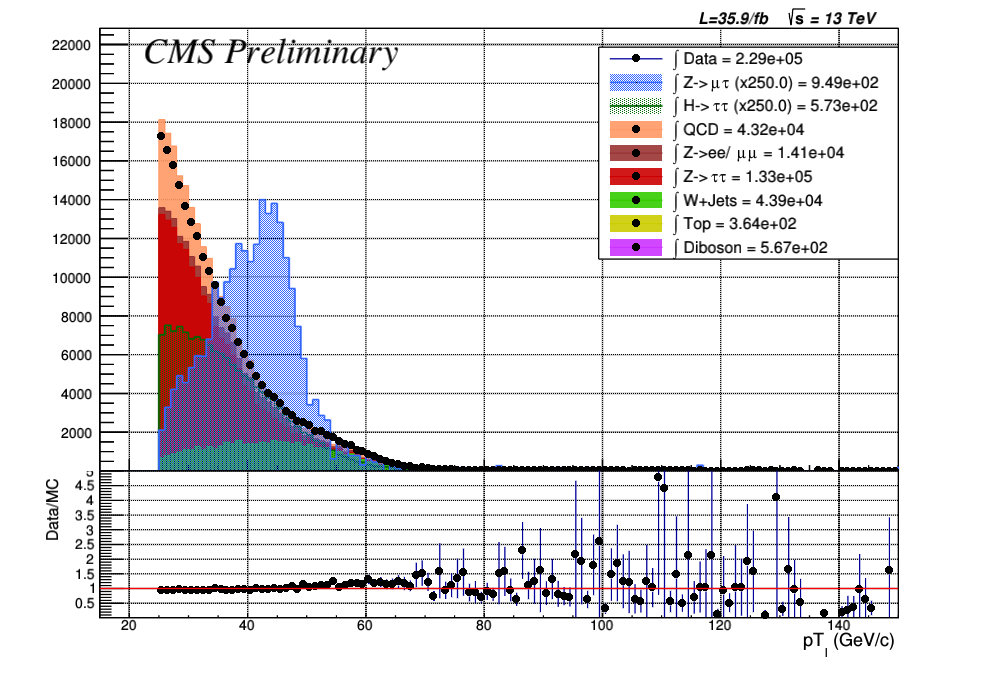 L=35.9/fb √s = 13 TeV
CMS Preliminary
22000
20000
18000
16000
14000
12000
10000
8000
6000
4000
2000
∫ Data = 2.29e+05
∫ Z->μτ (x250.0) = 9.49e+02
∫ H->ττ (x250.0) = 5.73e+02
∫ QCD = 4.32e+04
∫ Z->ee/ μμ = 1.41e+04
∫ Z->ττ = 1.33e+05
∫ W+Jets = 4.39e+04
∫ Top = 3.64e+02
∫ Diboson = 5.67e+02
Data/MC
5
4.5
4
3.5
3
2.5
2
1.5
1
0.5
20 40 60 80 100 120 140
pT_l (GeV/c)